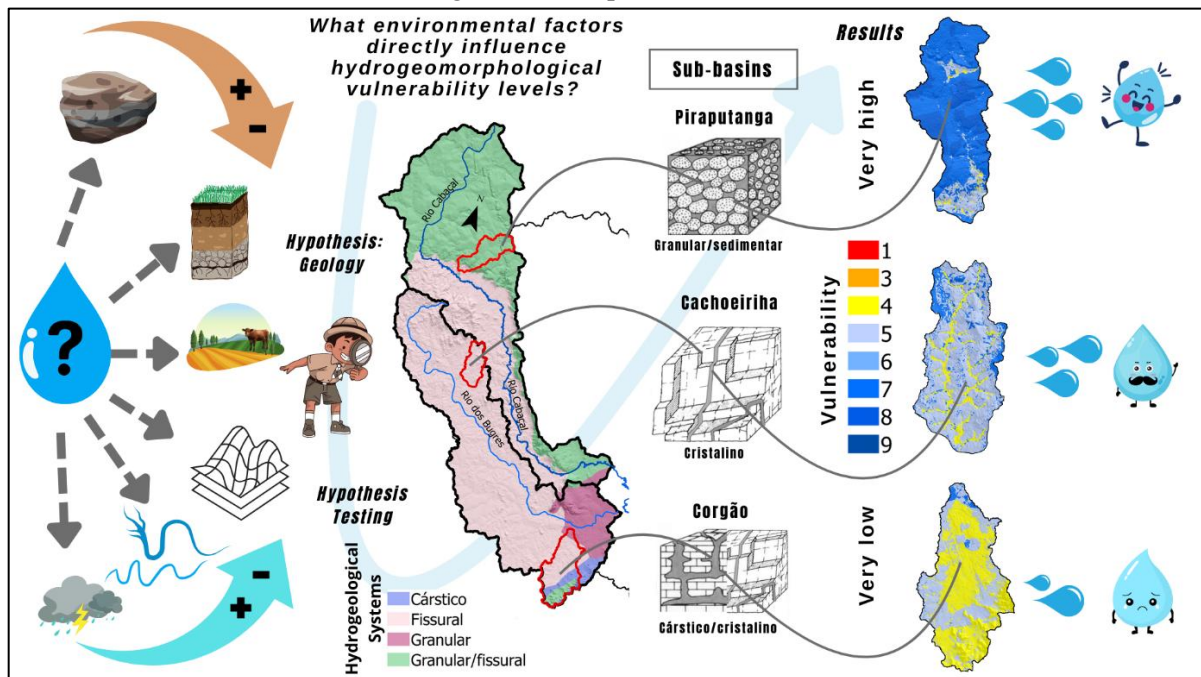 What environmental factors
directly influence
hydrogeomorphological
vulnerability levels?
+
-
?
-
+
Hypothesis:
Geology
Hypothesis
Testing
Rio Cabaçal
N
Rio Cabaçal
Rio dos Bugres
Hydrogeological
Systems
Cárstico
Fissural
Granular
Granular/fissural
Sub-basins
Piraputanga
Granular/sedimentar
Cachoeiriha
Cristalino
Corgão
Cárstico/cristalino
Results
Very high
Vulnerability
1
3
4
5
6
7
8
9
Very low